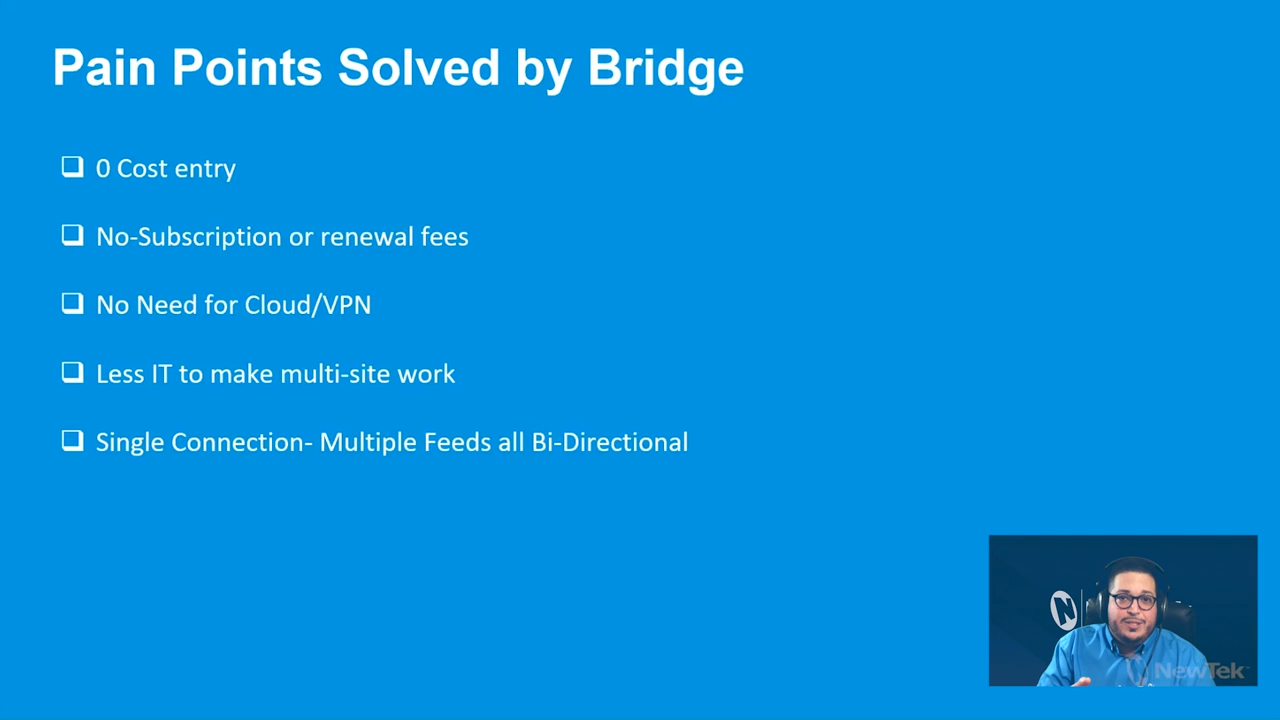 Pain Points Solved by Bridge
0 Cost entry
No-Subscription or renewal fees
No Need for Cloud/VPN
Less IT to make multi-site work
Single Connection- Multiple Feeds all Bi-Directional
N
NewTek